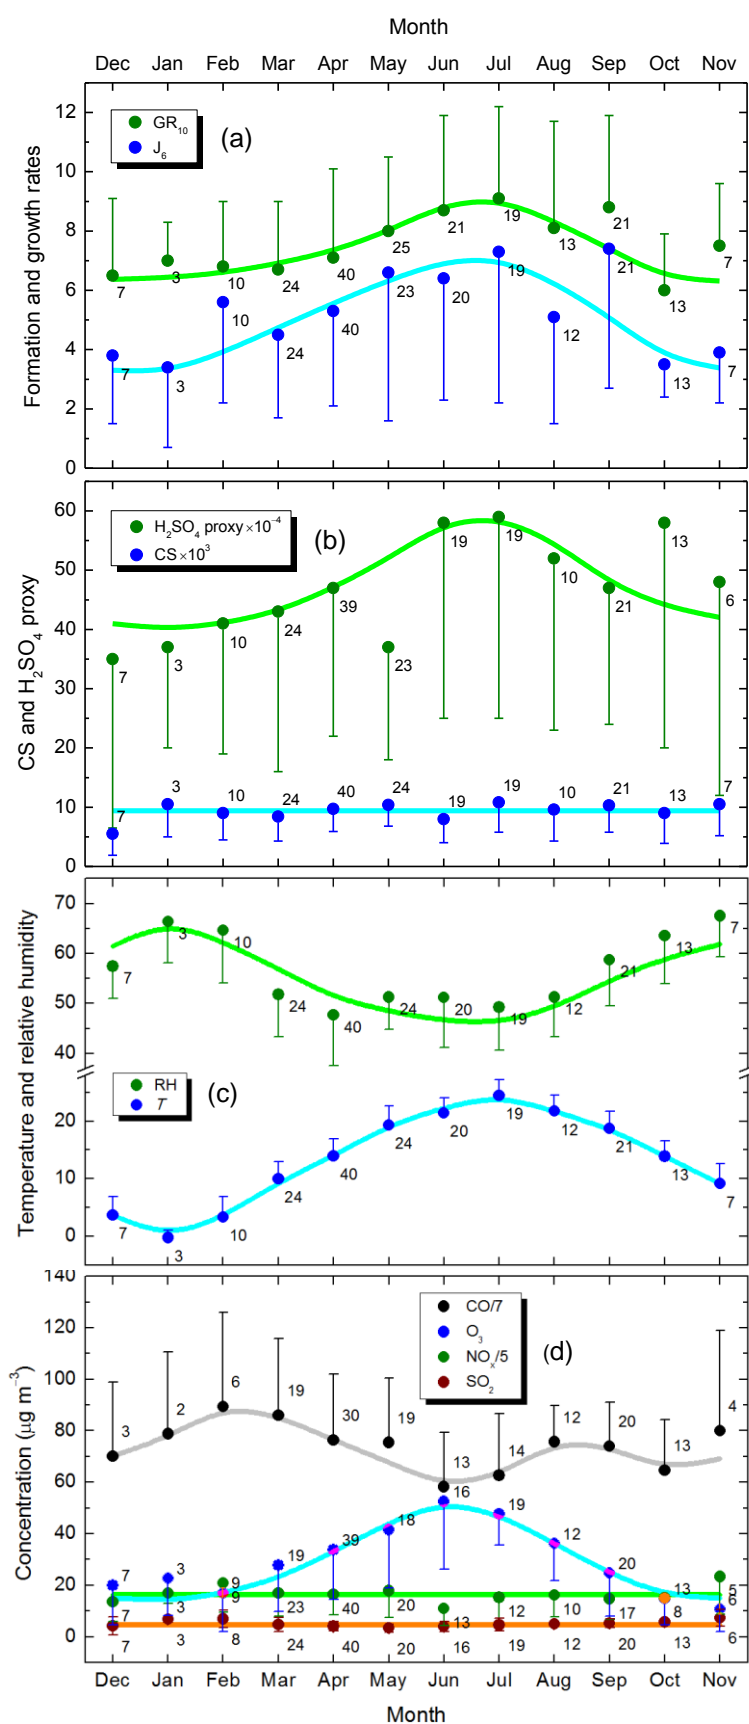 Month
Dec Jan Feb Mar Apr May Jun Jul Aug Sep Oct Nov
Formation and growth rates
12
10
8
6
4
2
0
GR10
J6
(a)
7 3 10 24 40 25 21 19 13 21 13 7
7 3 10 24 40 23 20 19 12 21 13 7
CS and H2SO4 proxy
60
50
40
30
20
10
0
H2SO4 proxy×10−4
CS×10³
(b)
7 3 10 24 39 23 19 19 10 21 13 6
7 3 10 24 40 24 19 19 10 21 13 7
Temperature and relative humidity
70
60
50
40
20
10
0
RH
T
(c)
7 3 10 24 40 24 20 19 12 21 13 7
7 3 10 24 40 24 20 19 12 21 13 7
Concentration (μg m−3)
140
120
100
80
60
40
20
0
CO/7
O3
NOx/5
SO2
(d)
3 2 6 19 30 19 13 14 12 20 13 4
7 3 9 19 39 18 16 19 12 20 13 5
7 3 9 23 40 20 13 12 10 17 8 6
7 3 8 24 40 20 16 19 12 20 13 6
Dec Jan Feb Mar Apr May Jun Jul Aug Sep Oct Nov
Month